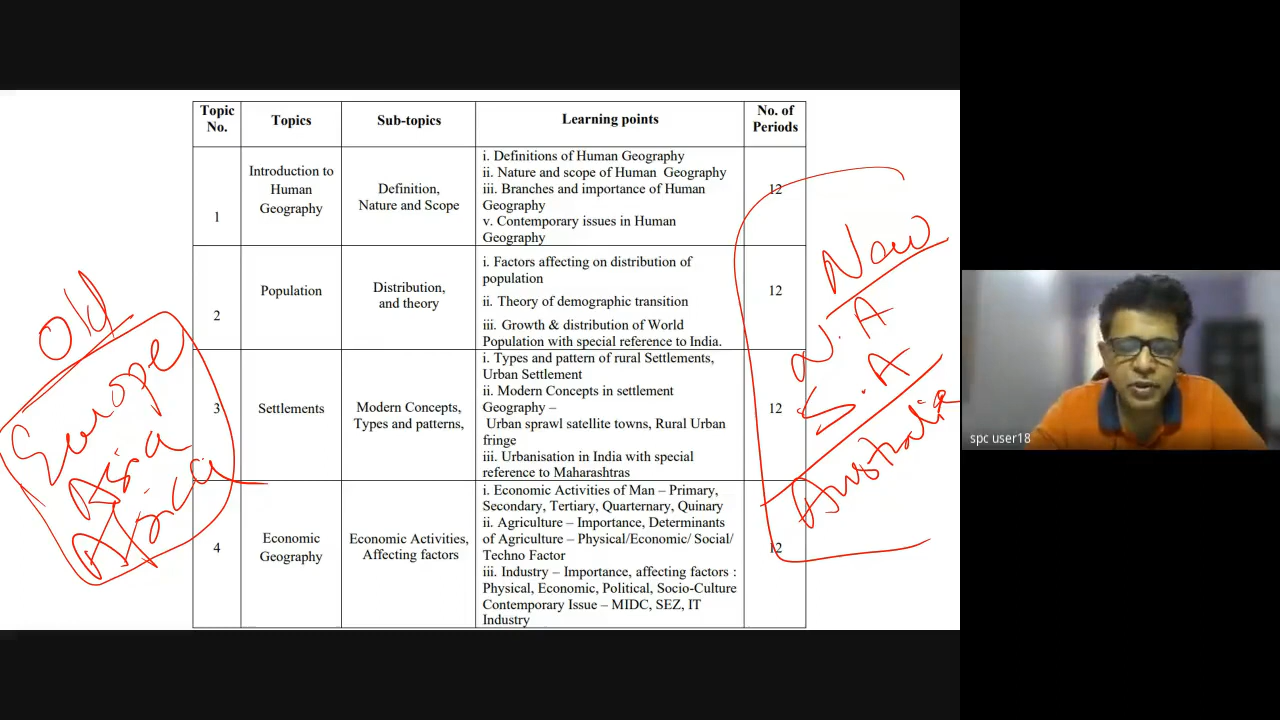 Topic No.
Topics
Sub-topics
Learning points
No. of Periods
1
Introduction to
Human
Geography
Definition,
Nature and Scope
i. Definitions of Human Geography
ii. Nature and scope of Human Geography
iii. Branches and importance of Human
Geography
v. Contemporary issues in Human
Geography
12
2
Population
Distribution,
and theory
i. Factors affecting on distribution of
population
ii. Theory of demographic transition
iii. Growth & distribution of World
Population with special reference to India.
12
3
Settlements
Modern Concepts,
Types and patterns,
i. Types and pattern of rural Settlements,
Urban Settlement
ii. Modern Concepts in settlement
Geography –
Urban sprawl satellite towns, Rural Urban
fringe
iii. Urbanisation in India with special
reference to Maharashtras
12
4
Economic
Geography
Economic Activities,
Affecting factors
i. Economic Activities of Man – Primary,
Secondary, Tertiary, Quarternary, Quinary
ii. Agriculture – Importance, Determinants
of Agriculture – Physical/Economic/ Social/
Techno Factor
iii. Industry – Importance, affecting factors :
Physical, Economic, Political, Socio-Culture
Contemporary Issue – MIDC, SEZ, IT
Industry
12
Old
Europe
Asia
Africa
New
N.A
S.A
Australia
spc user18